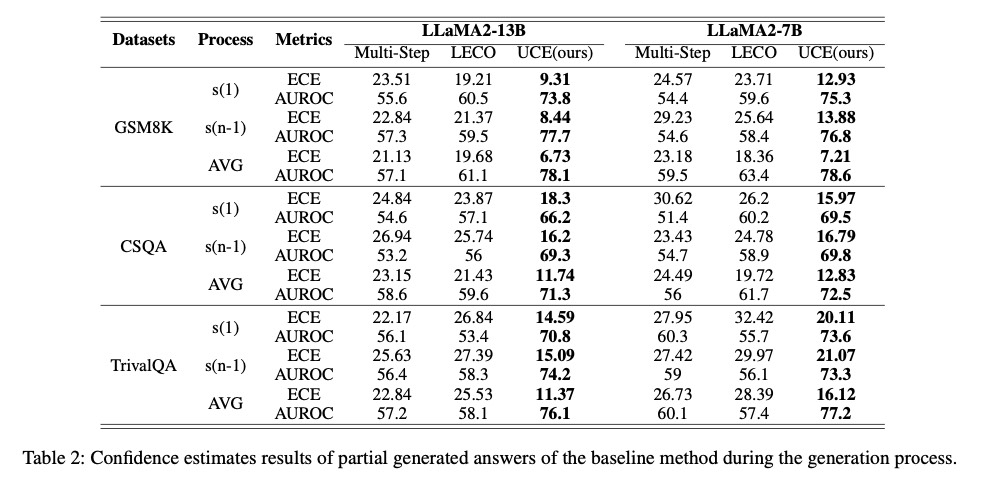 Datasets Process Metrics LLaMA2-13B LLaMA2-7B
Multi-Step LECO UCE(ours) Multi-Step LECO UCE(ours)
GSM8K s(1) ECE 23.51 19.21 9.31 24.57 23.71 12.93
AUROC 55.6 60.5 73.8 54.4 59.6 75.3
s(n-1) ECE 22.84 21.37 8.44 29.23 25.64 13.88
AUROC 57.3 59.5 77.7 54.6 58.4 76.8
AVG ECE 21.13 19.68 6.73 23.18 18.36 7.21
AUROC 57.1 61.1 78.1 59.5 63.4 78.6
CSQA s(1) ECE 24.84 23.87 18.3 30.62 26.2 15.97
AUROC 54.6 57.1 66.2 51.4 60.2 69.5
s(n-1) ECE 26.94 25.74 16.2 23.43 24.78 16.79
AUROC 53.2 56 69.3 54.7 58.9 69.8
AVG ECE 23.15 21.43 11.74 24.49 19.72 12.83
AUROC 58.6 59.6 71.3 56 61.7 72.5
TrivalQA s(1) ECE 22.17 26.84 14.59 27.95 32.42 20.11
AUROC 56.1 53.4 70.8 60.3 55.7 73.6
s(n-1) ECE 25.63 27.39 15.09 27.42 29.97 21.07
AUROC 56.4 58.3 74.2 59 56.1 73.3
AVG ECE 22.84 25.53 11.37 26.73 28.39 16.12
AUROC 57.2 58.1 76.1 60.1 57.4 77.2
Table 2: Confidence estimates results of partial generated answers of the baseline method during the generation process.